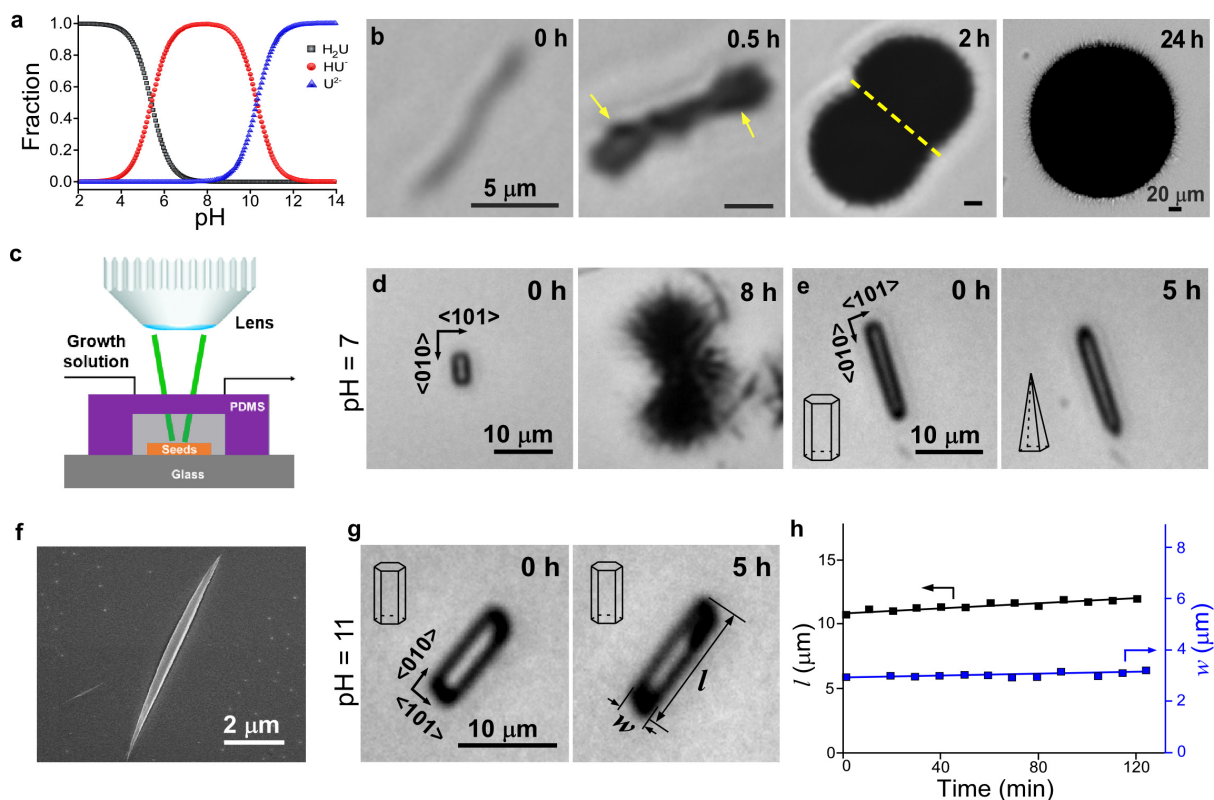 a
1.0
0.8
0.6
0.4
0.2
0.0
Fraction
2 4 6 8 10 12 14
pH
H₂U
HU⁻
U²⁻
b
0 h
5 μm
0.5 h
2 h
24 h
20 μm
c
Lens
Growth
solution
PDMS
Seeds
Glass
pH = 7
d
0 h
<101>
<010>
10 μm
8 h
e
0 h
<101>
<010>
10 μm
5 h
f
2 μm
pH = 11
g
0 h
<010>
<101>
10 μm
5 h
l
w
h
15
10
5
0
l (μm)
8
6
4
2
0
w (μm)
0 40 80 120
Time (min)